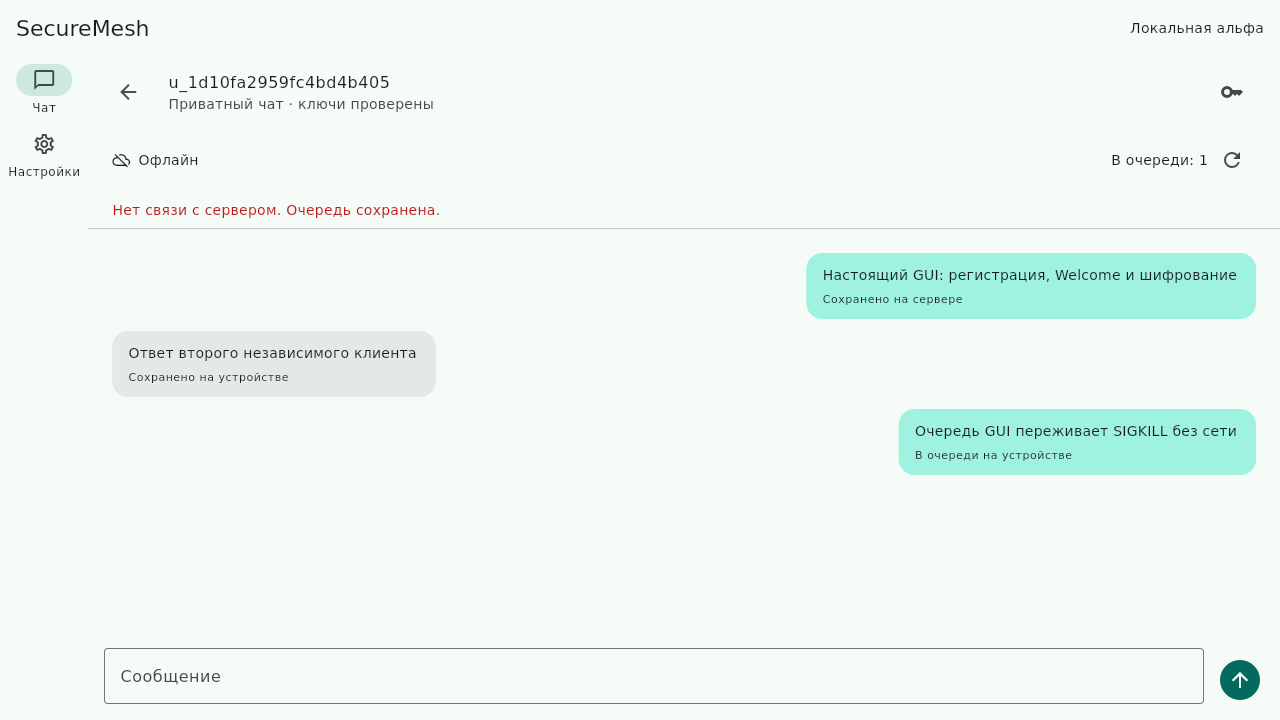 SecureMesh
Локальная альфа
Чат
Настройки
u_1d10fa2959fc4bd4b405
Приватный чат · ключи проверены
Офлайн
В очереди: 1
Нет связи с сервером. Очередь сохранена.
Настоящий GUI: регистрация, Welcome и шифрование
Сохранено на сервере
Ответ второго независимого клиента
Сохранено на устройстве
Очередь GUI переживает SIGKILL без сети
В очереди на устройстве
Сообщение